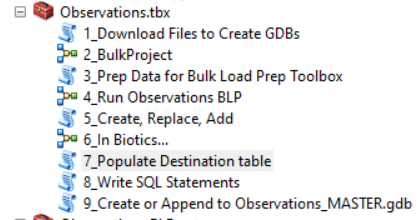 Observations.tbx
1_Download Files to Create GDBs
2_BulkProject
3_Prep Data for Bulk Load Prep Toolbox
4_Run Observations BLP
5_Create, Replace, Add
6_In Biotics...
7_Populate Destination table
8_Write SQL Statements
9_Create or Append to Observations_MASTER.gdb